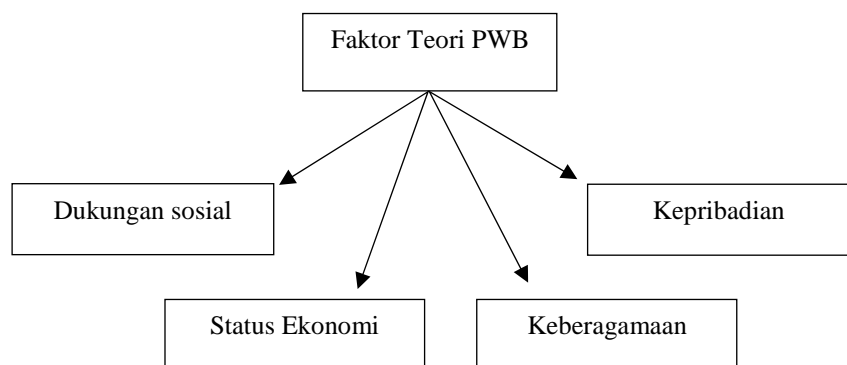 Faktor Teori PWB
Dukungan sosial
Kepribadian
Status Ekonomi
Keberagamaan